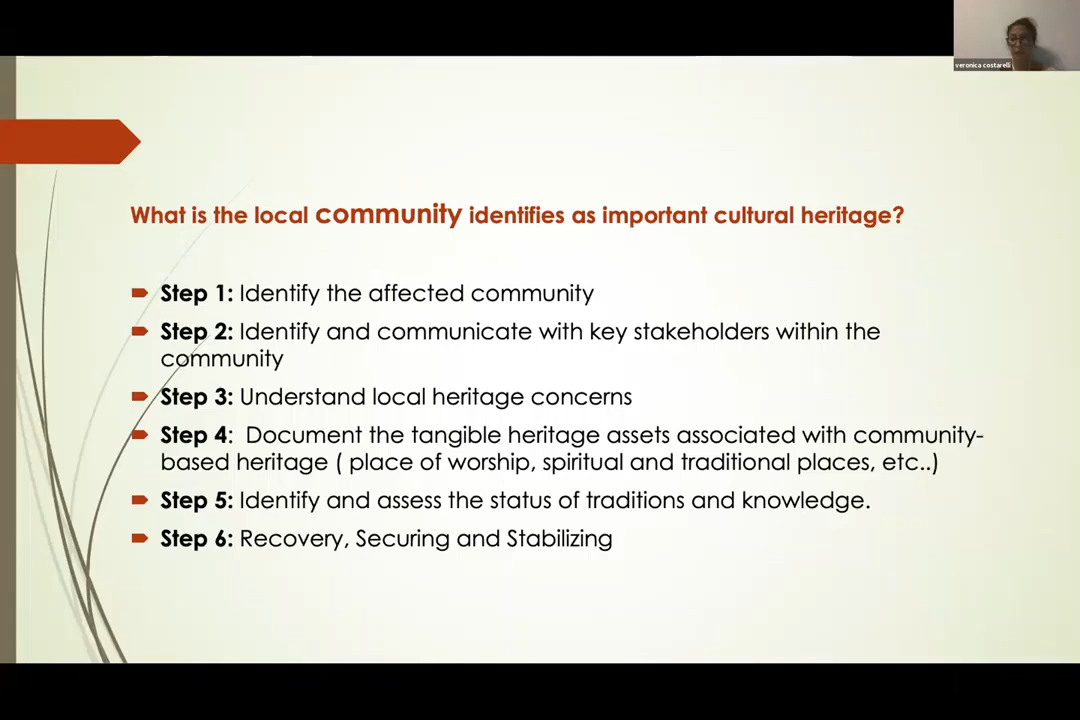 veronica costarelli
What is the local community identifies as important cultural heritage?
Step 1: Identify the affected community
Step 2: Identify and communicate with key stakeholders within the
community
Step 3: Understand local heritage concerns
Step 4:  Document the tangible heritage assets associated with community-
based heritage ( place of worship, spiritual and traditional places, etc..)
Step 5: Identify and assess the status of traditions and knowledge.
Step 6: Recovery, Securing and Stabilizing